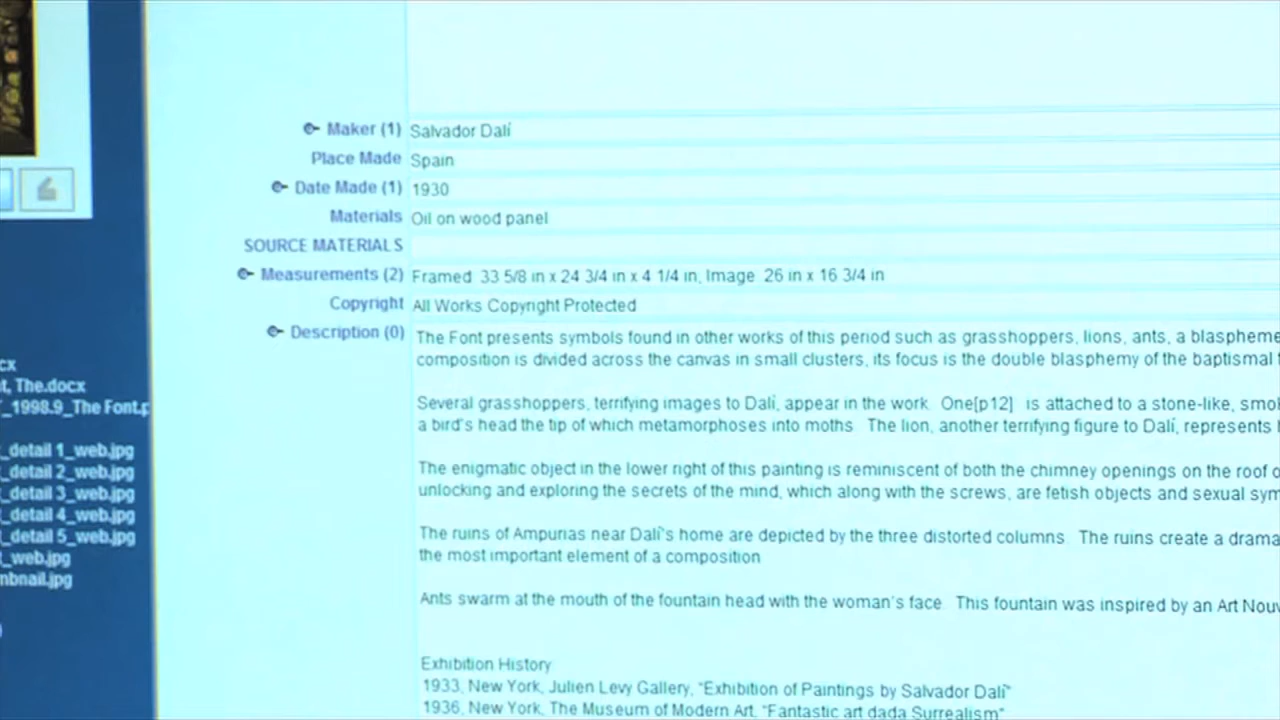 Maker (1) Salvador Dalí
Place Made Spain
Date Made (1) 1930
Materials Oil on wood panel
SOURCE MATERIALS
Measurements (2) Framed 33 5/8 in x 24 3/4 in x 4 1/4 in, Image 26 in x 16 3/4 in
Copyright All Works Copyright Protected
Description (0) The Font presents symbols found in other works of this period such as grasshoppers, lions, ants, a blaspheme
composition is divided across the canvas in small clusters, its focus is the double blasphemy of the baptismal
Several grasshoppers, terrifying images to Dalí, appear in the work. One[p12] is attached to a stone-like, smo
a bird's head the tip of which metamorphoses into moths. The lion, another terrifying figure to Dalí, represents
The enigmatic object in the lower right of this painting is reminiscent of both the chimney openings on the roof o
unlocking and exploring the secrets of the mind, which along with the screws, are fetish objects and sexual sym
The ruins of Ampurias near Dalí's home are depicted by the three distorted columns. The ruins create a drama
the most important element of a composition
Ants swarm at the mouth of the fountain head with the woman's face. This fountain was inspired by an Art Nouv
Exhibition History
1933, New York, Julien Levy Gallery, "Exhibition of Paintings by Salvador Dalí"
1936, New York, The Museum of Modern Art, "Fantastic art dada Surrealism"
cx
t, The.docx
_1998.9_The Font.p
_detail 1_web.jpg
_detail 2_web.jpg
_detail 3_web.jpg
_detail 4_web.jpg
_detail 5_web.jpg
_web.jpg
mbnail.jpg